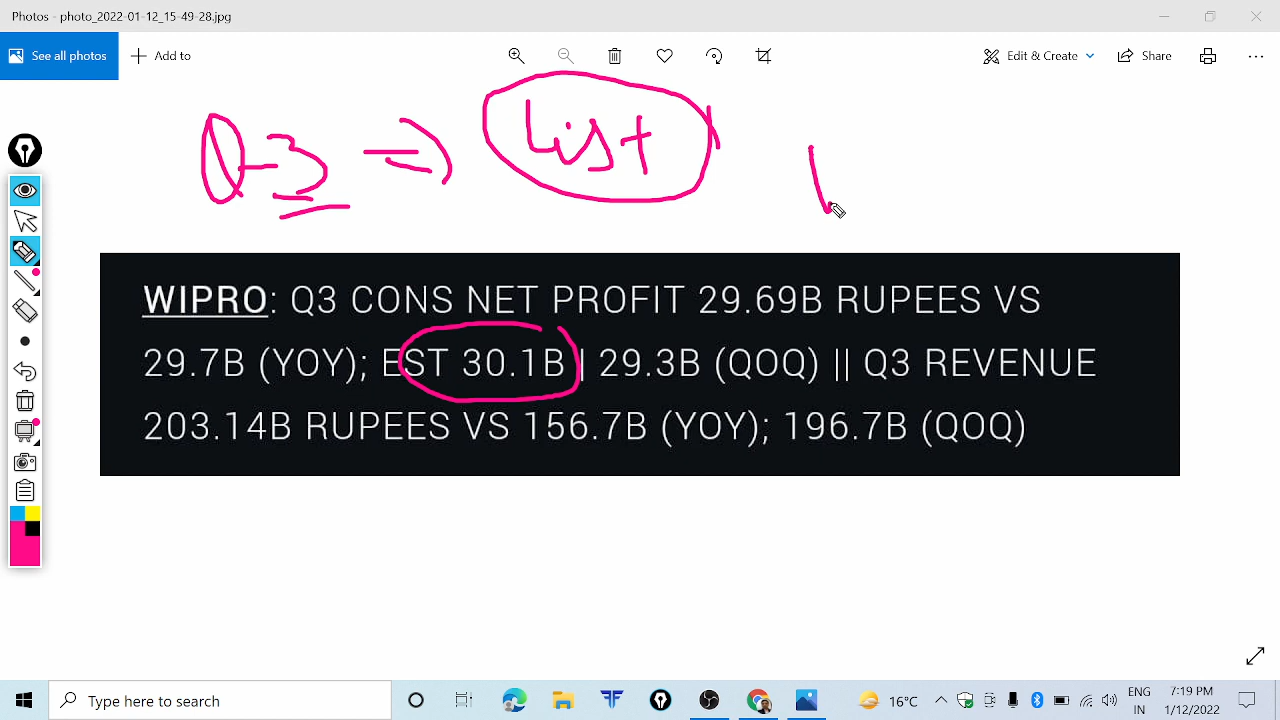 Photos - photo_2022-01-12_15-49-28.jpg
See all photos
Add to
Edit & Create
Share
Q-3 => List
WIPRO: Q3 CONS NET PROFIT 29.69B RUPEES VS
29.7B (YOY); EST 30.1B | 29.3B (QOQ) || Q3 REVENUE
203.14B RUPEES VS 156.7B (YOY); 196.7B (QOQ)
Type here to search
16°C
ENG
IN
7:19 PM
1/12/2022